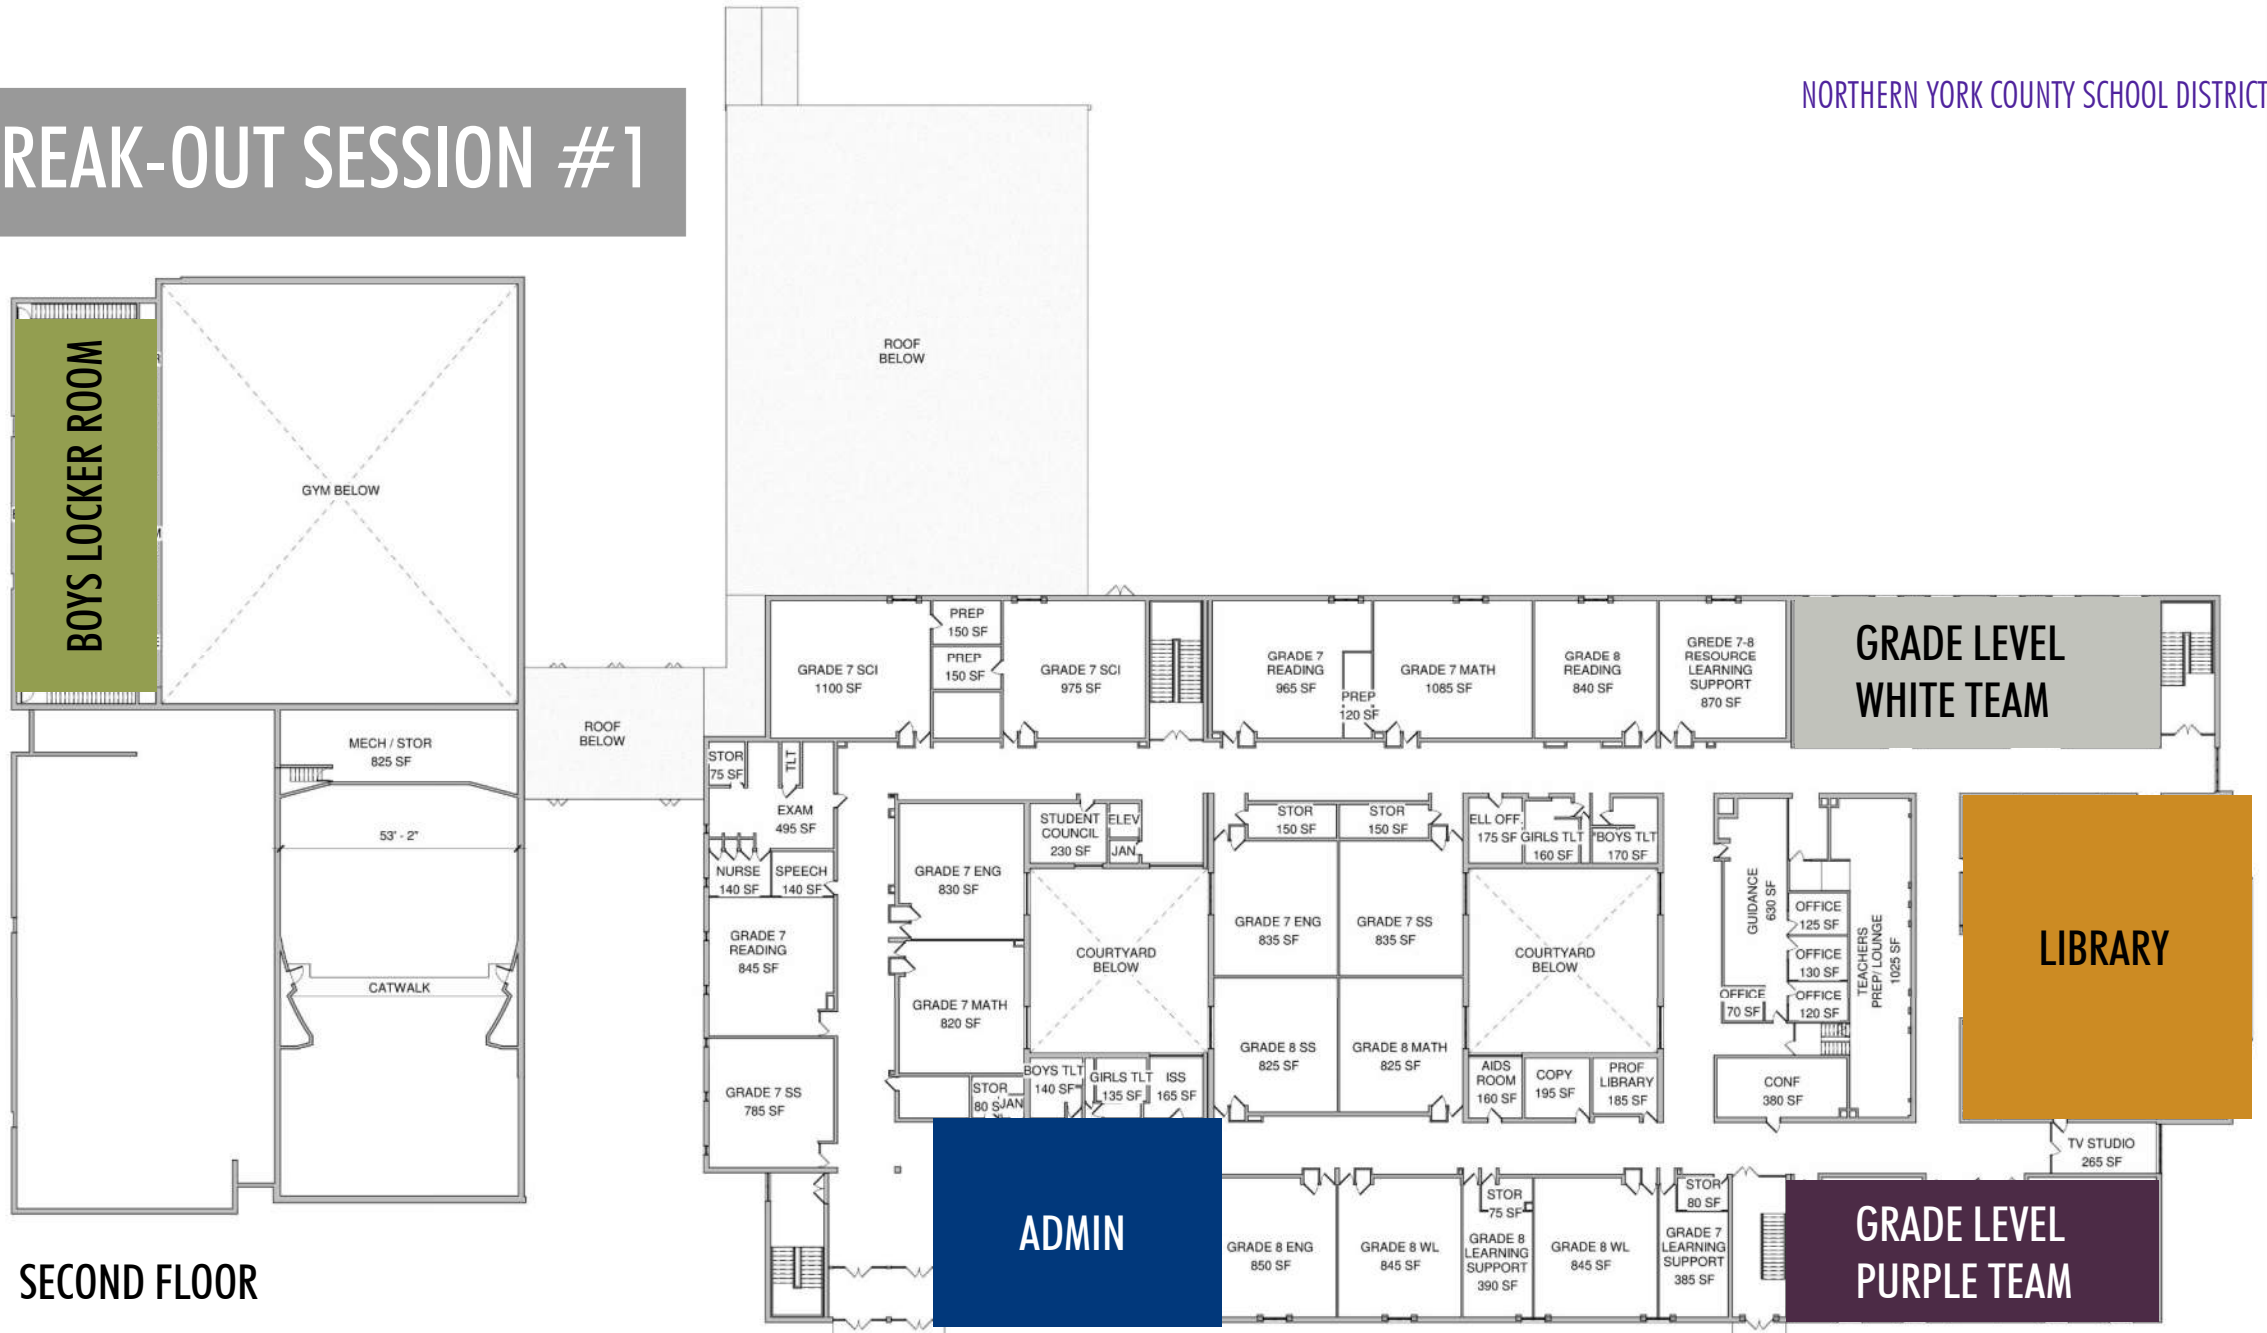 NORTHERN YORK COUNTY SCHOOL DISTRICT
REAK-OUT SESSION #1
BOYS LOCKER ROOM
GYM BELOW
ROOF
BELOW
ROOF
BELOW
MECH / STOR
825 SF
53' - 2"
CATWALK
GRADE 7 SCI
1100 SF
PREP
150 SF
PREP
150 SF
GRADE 7 SCI
975 SF
GRADE 7
READING
965 SF
PREP
120 SF
GRADE 7 MATH
1085 SF
GRADE 8
READING
840 SF
GREDE 7-8
RESOURCE
LEARNING
SUPPORT
870 SF
GRADE LEVEL
WHITE TEAM
STOR
75 SF
TLT
EXAM
495 SF
NURSE
140 SF
SPEECH
140 SF
GRADE 7
READING
845 SF
GRADE 7 SS
785 SF
GRADE 7 ENG
830 SF
GRADE 7 MATH
820 SF
STUDENT
COUNCIL
230 SF
ELEV
JAN
COURTYARD
BELOW
STOR
80 S
JAN
BOYS TLT
140 SF
GIRLS TLT
135 SF
ISS
165 SF
STOR
150 SF
STOR
150 SF
GRADE 7 ENG
835 SF
GRADE 7 SS
835 SF
GRADE 8 SS
825 SF
GRADE 8 MATH
825 SF
ELL OFF.
175 SF
GIRLS TLT
160 SF
BOYS TLT
170 SF
COURTYARD
BELOW
AIDS
ROOM
160 SF
COPY
195 SF
PROF
LIBRARY
185 SF
GUIDANCE
630 SF
OFFICE
125 SF
OFFICE
130 SF
OFFICE
120 SF
OFFICE
70 SF
TEACHERS
PREP/ LOUNGE
1025 SF
CONF
380 SF
LIBRARY
TV STUDIO
265 SF
ADMIN
GRADE 8 ENG
850 SF
GRADE 8 WL
845 SF
STOR
75 SF
GRADE 8
LEARNING
SUPPORT
390 SF
GRADE 8 WL
845 SF
STOR
80 SF
GRADE 7
LEARNING
SUPPORT
385 SF
GRADE LEVEL
PURPLE TEAM
SECOND FLOOR